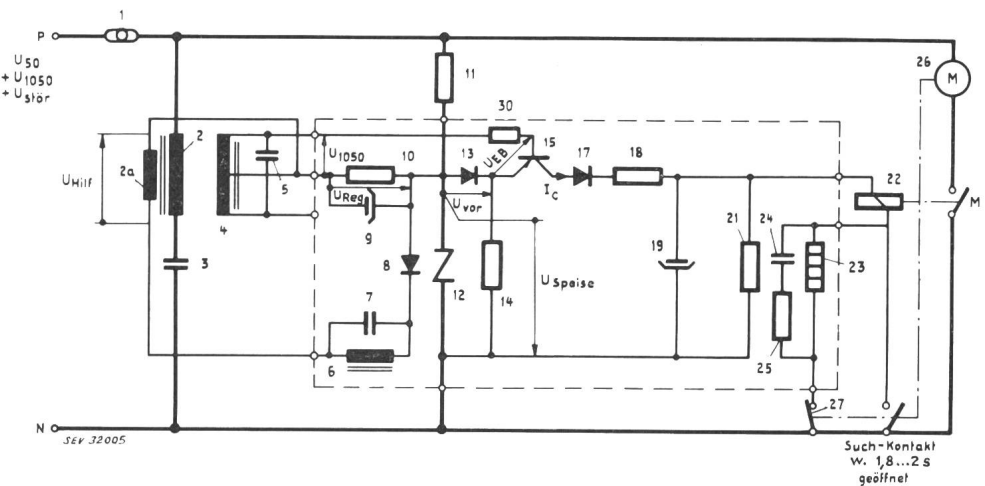 1
P
U50
+ U1050
+ Ustör
11
26
M
30
2
2a
UHilf
5
U1050
10
13
UEB
15
17
18
IC
22
M
UReg
Uvor
4
9
21
24
3
8
12
14
USpeise
19
23
7
6
25
27
N
SEV 32005
Such-Kontakt
w. 1,8...2 s
geöffnet